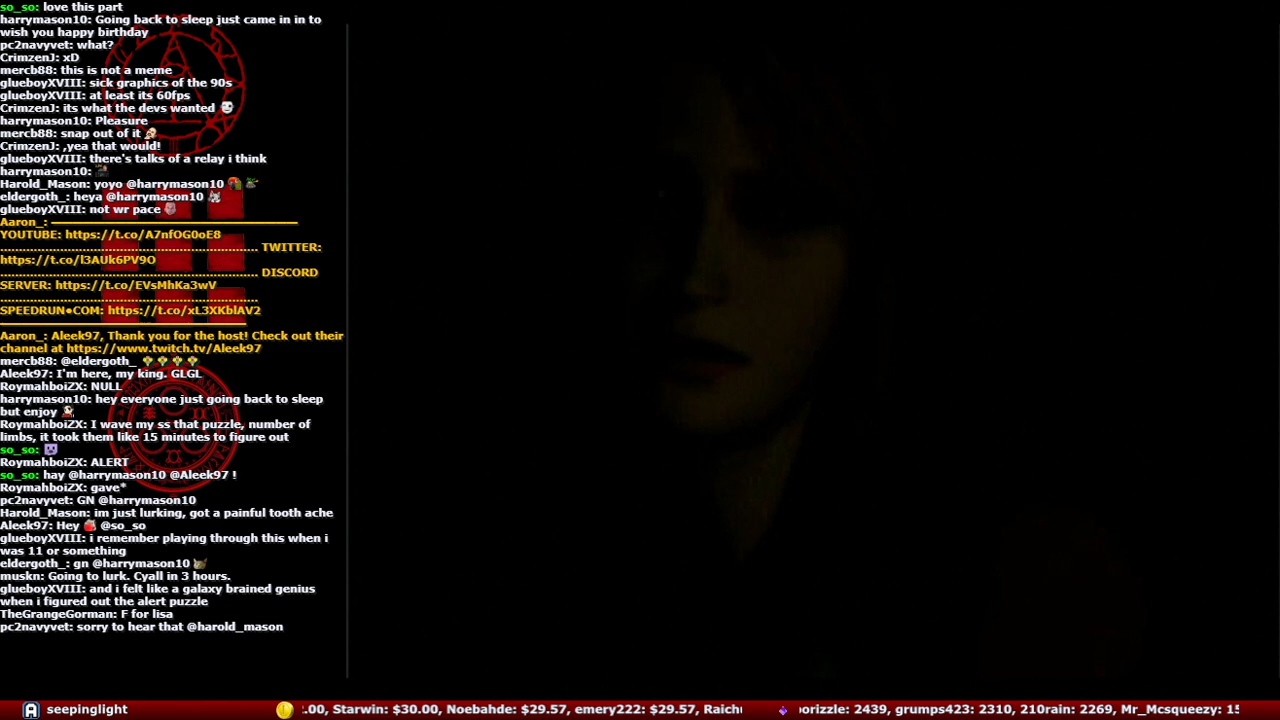 so_so: love this part
harrymason10: Going back to sleep just came in in to
wish you happy birthday
pc2navyvet: what?
CrimzenJ: xD
mercb88: this is not a meme
glueboyXVIII: sick graphics of the 90s
glueboyXVIII: at least its 60fps
CrimzenJ: its what the devs wanted
harrymason10: Pleasure
mercb88: snap out of it
CrimzenJ: ,yea that would!
glueboyXVIII: there's talks of a relay i think
harrymason10:
Harold_Mason: yoyo @harrymason10
eldergoth_: heya @harrymason10
glueboyXVIII: not wr pace
Aaron_:
YOUTUBE: https://t.co/A7nfOG0oE8
TWITTER:
https://t.co/l3AUk6PV9O
DISCORD
SERVER: https://t.co/EVsMhKa3wV
SPEEDRUN●COM: https://t.co/xL3XKblAV2
Aaron_: Aleek97, Thank you for the host! Check out their
channel at https://www.twitch.tv/Aleek97
mercb88: @eldergoth_
Aleek97: I'm here, my king. GLGL
RoymahboiZX: NULL
harrymason10: hey everyone just going back to sleep
but enjoy
RoymahboiZX: I wave my ss that puzzle, number of
limbs, it took them like 15 minutes to figure out
so_so:
RoymahboiZX: ALERT
so_so: hay @harrymason10 @Aleek97 !
RoymahboiZX: gave*
pc2navyvet: GN @harrymason10
Harold_Mason: im just lurking, got a painful tooth ache
Aleek97: Hey @so_so
glueboyXVIII: i remember playing through this when i
was 11 or something
eldergoth_: gn @harrymason10
muskn: Going to lurk. Cyall in 3 hours.
glueboyXVIII: and i felt like a galaxy brained genius
when i figured out the alert puzzle
TheGrangeGorman: F for lisa
pc2navyvet: sorry to hear that @harold_mason
seepinglight .00, Starwin: $30.00, Noebahde: $29.57, emery222: $29.57, Raich orizzle: 2439, grumps423: 2310, 210rain: 2269, Mr_Mcsqueezy: 15